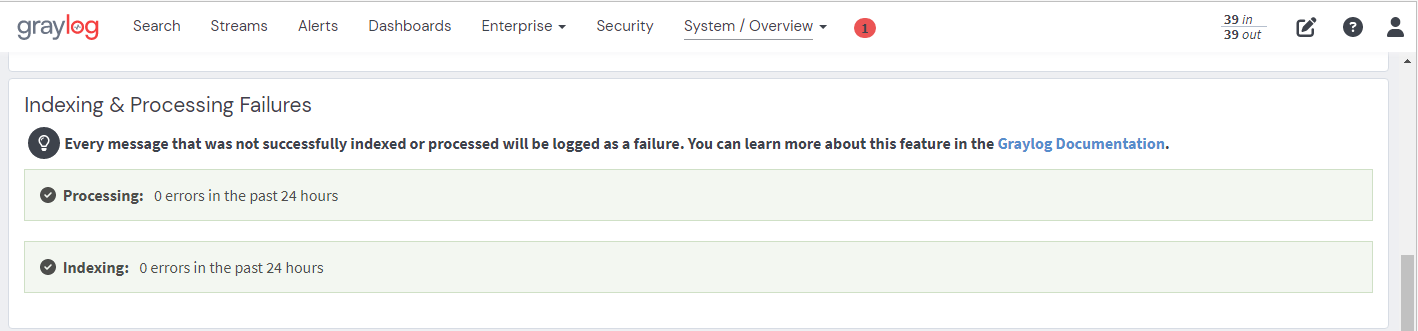 graylog Search Streams Alerts Dashboards Enterprise Security System / Overview 1 39 in
39 out
Indexing & Processing Failures
Every message that was not successfully indexed or processed will be logged as a failure. You can learn more about this feature in the Graylog Documentation.
Processing: 0 errors in the past 24 hours
Indexing: 0 errors in the past 24 hours